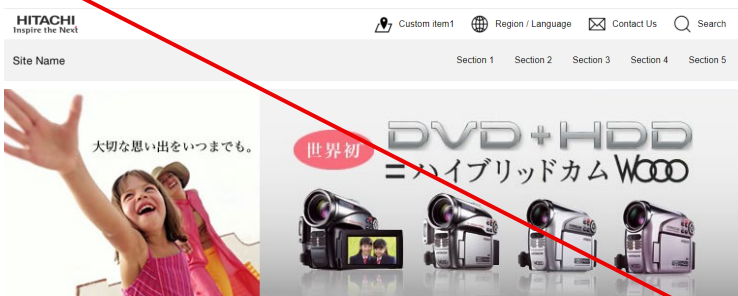 HITACHI
Inspire the Next
Custom item1
Region / Language
Contact Us
Search
Site Name
Section 1
Section 2
Section 3
Section 4
Section 5
大切な思い出をいつまでも。
世界初
DVD+HDD
=ハイブリッドカム Wooo